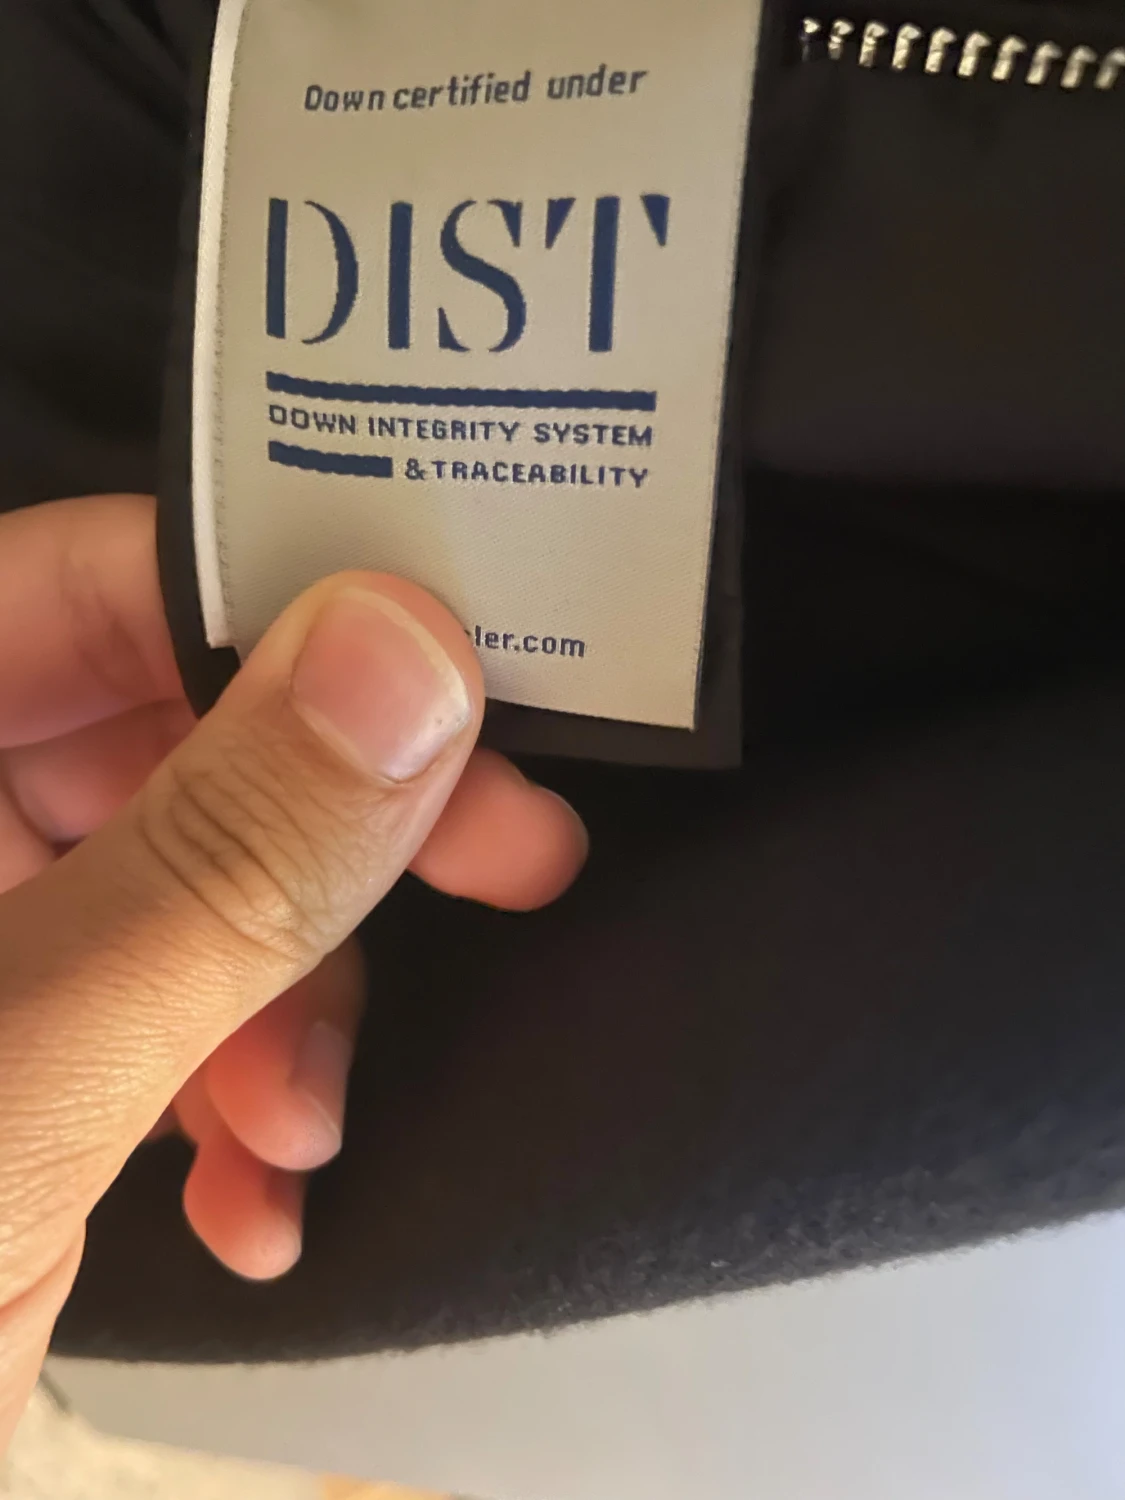 Down certified under
DIST
DOWN INTEGRITY SYSTEM
& TRACEABILITY
ler.com